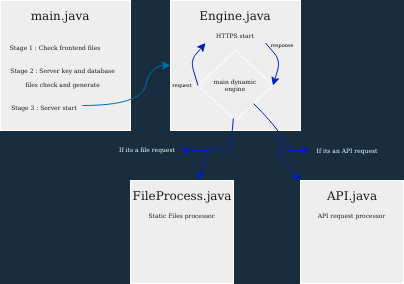 main.java
Stage 1 : Check frontend files
Stage 2 : Server key and database
files check and generate
Stage 3 : Server start
Engine.java
HTTPS start
response
request
main dynamic
engine
If its a file request
If its an API request
FileProcess.java
Static Files processor
API.java
API request processor